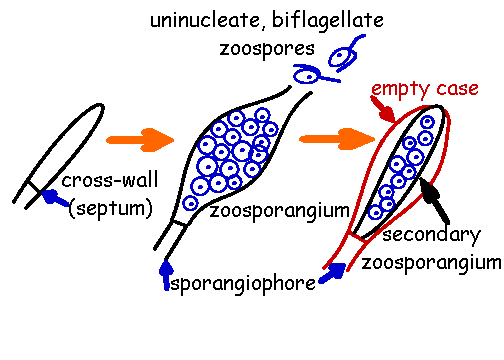 uninucleate, biflagellate
zoospores
empty case
cross-wall
(septum)
zoosporangium
secondary
zoosporangium
sporangiophore